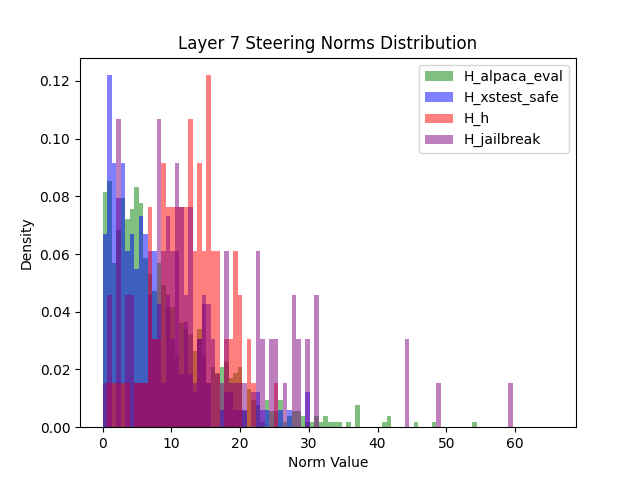 Layer 7 Steering Norms Distribution
H_alpaca_eval
H_xstest_safe
H_h
H_jailbreak
Density
0.12
0.10
0.08
0.06
0.04
0.02
0.00
0 10 20 30 40 50 60
Norm Value